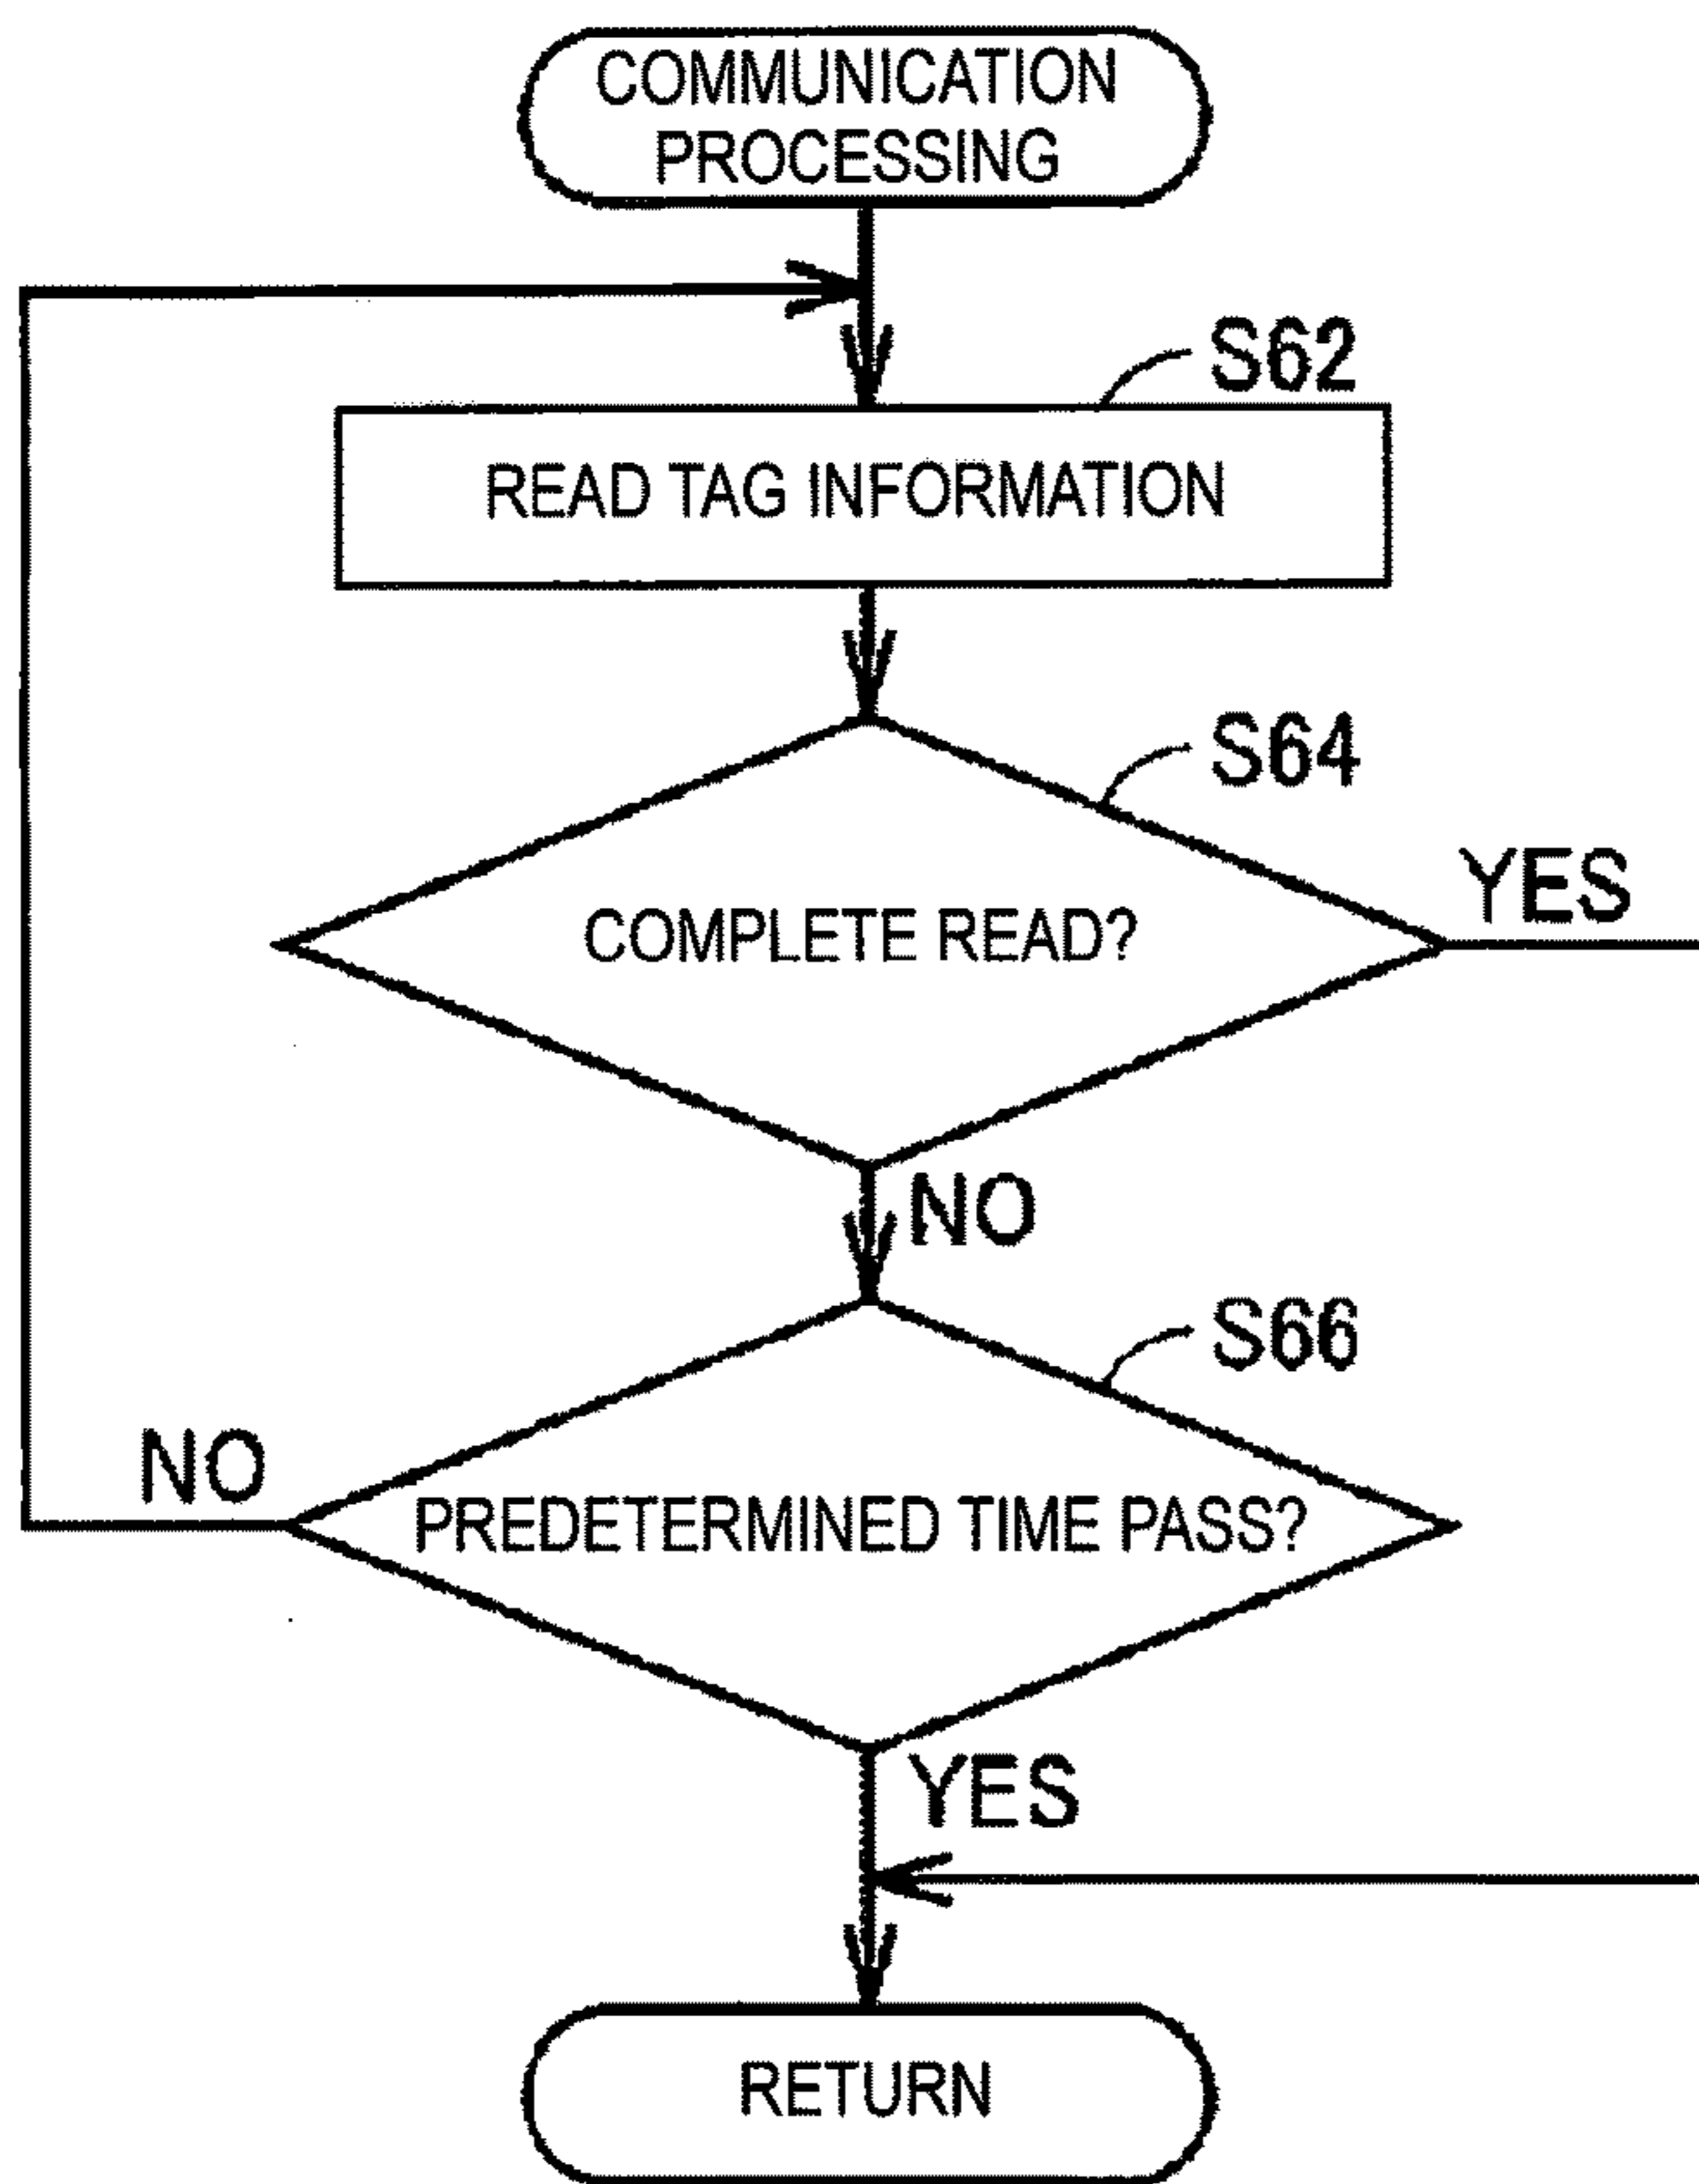 COMMUNICATION
PROCESSING
S62
READ TAG INFORMATION
S64
YES
COMPLETE READ?
NO
S66
NO
PREDETERMINED TIME PASS?
YES
RETURN